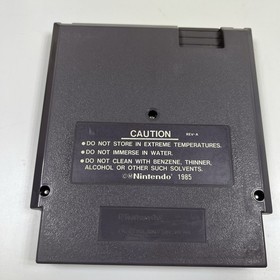 CAUTION
REV-A
●DO NOT STORE IN EXTREME TEMPERATURES.
●DO NOT IMMERSE IN WATER.
●DO NOT CLEAN WITH BENZENE, THINNER,
ALCOHOL OR OTHER SUCH SOLVENTS.
©Nintendo® 1985